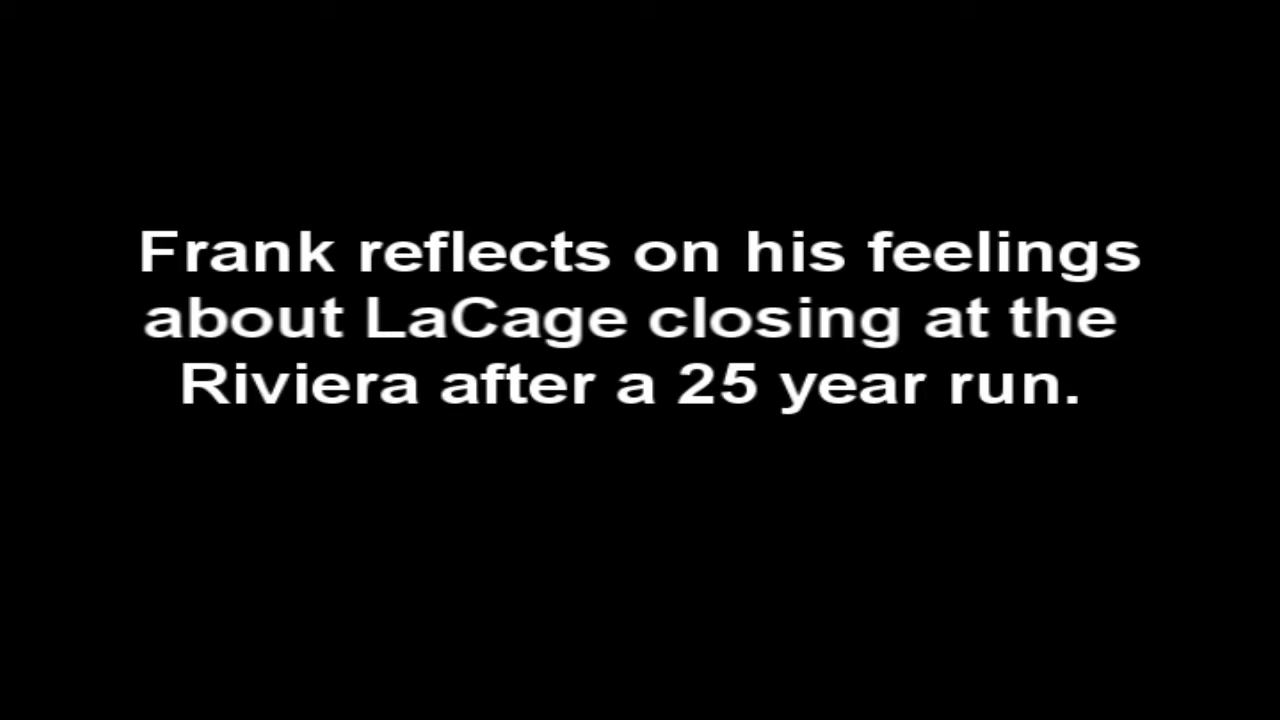 Frank reflects on his feelings
about LaCage closing at the
Riviera after a 25 year run.